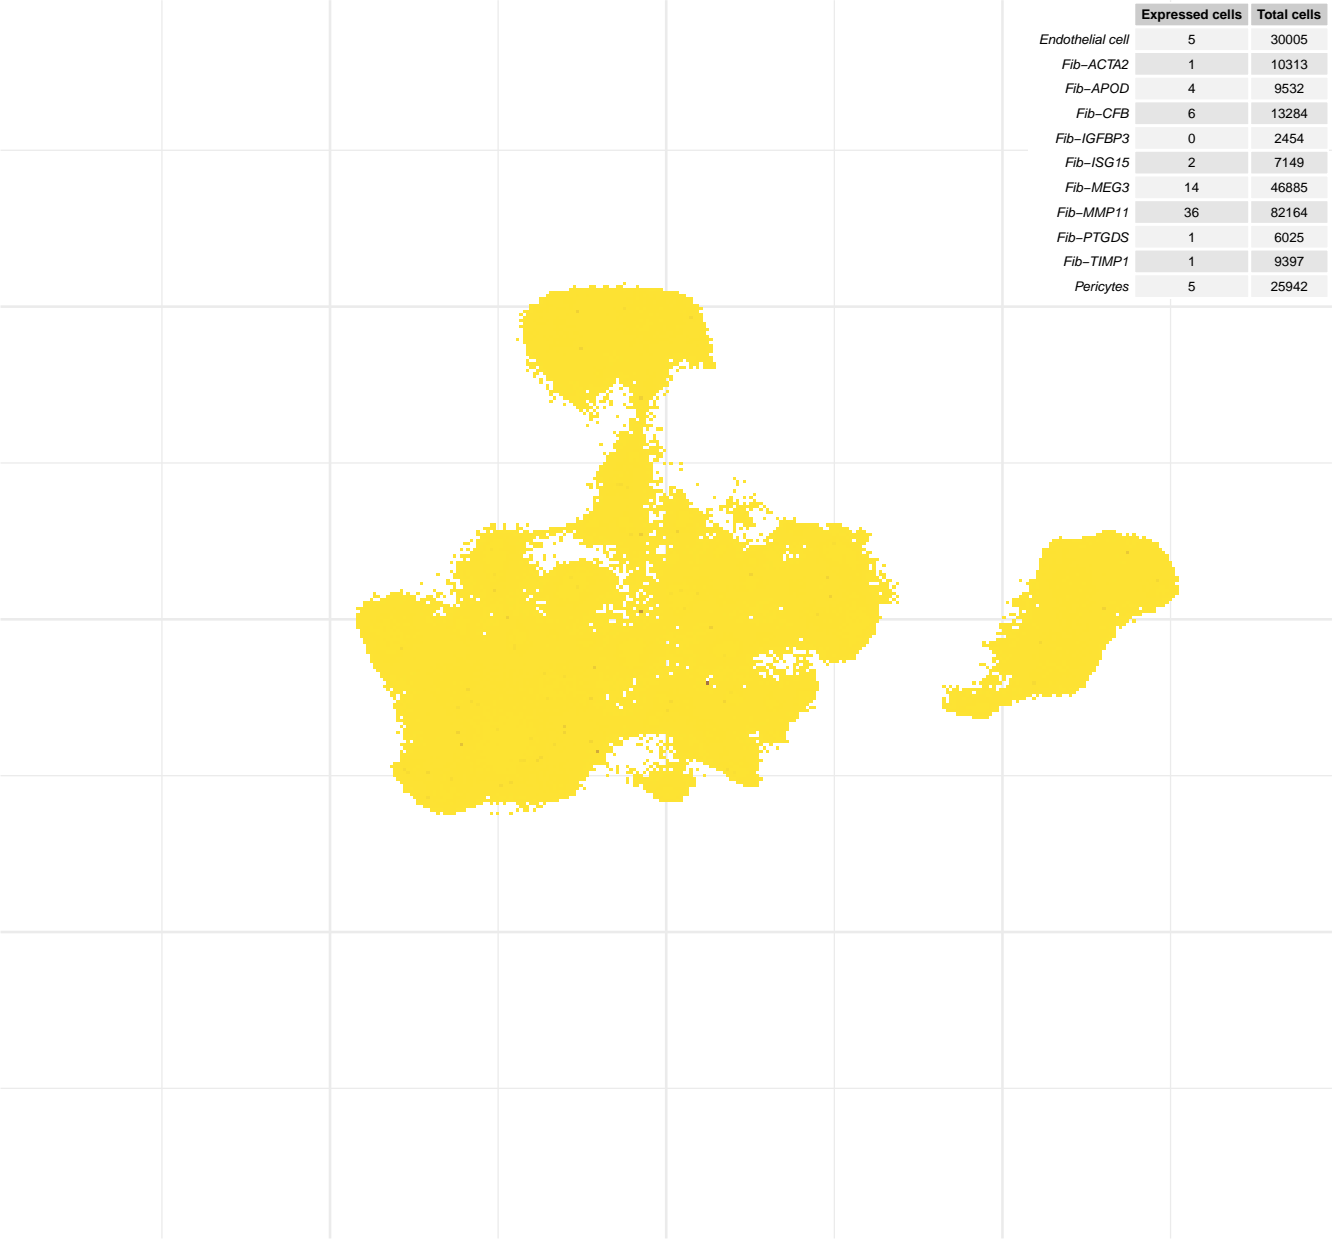 Expressed cells Total cells
Endothelial cell 5 30005
Fib−ACTA2 1 10313
Fib−APOD 4 9532
Fib−CFB 6 13284
Fib−IGFBP3 0 2454
Fib−ISG15 2 7149
Fib−MEG3 14 46885
Fib−MMP11 36 82164
Fib−PTGDS 1 6025
Fib−TIMP1 1 9397
Pericytes 5 25942